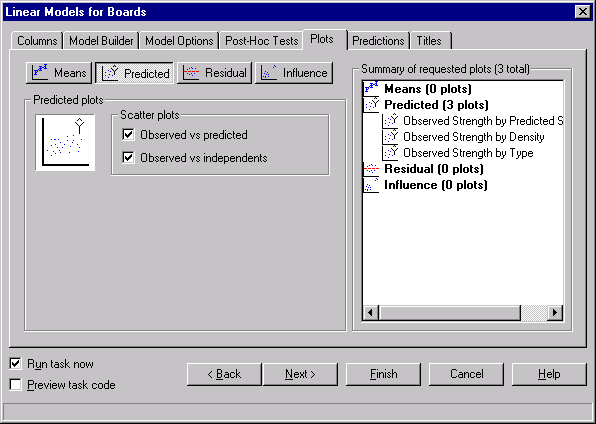 Linear Models for Boards
Columns Model Builder Model Options Post-Hoc Tests Plots Predictions Titles
Means Predicted Residual Influence
Predicted plots
Scatter plots
Observed vs predicted
Observed vs independents
Summary of requested plots (3 total)
Means (0 plots)
Predicted (3 plots)
Observed Strength by Predicted S
Observed Strength by Density
Observed Strength by Type
Residual (0 plots)
Influence (0 plots)
Run task now
Preview task code
< Back Next > Finish Cancel Help